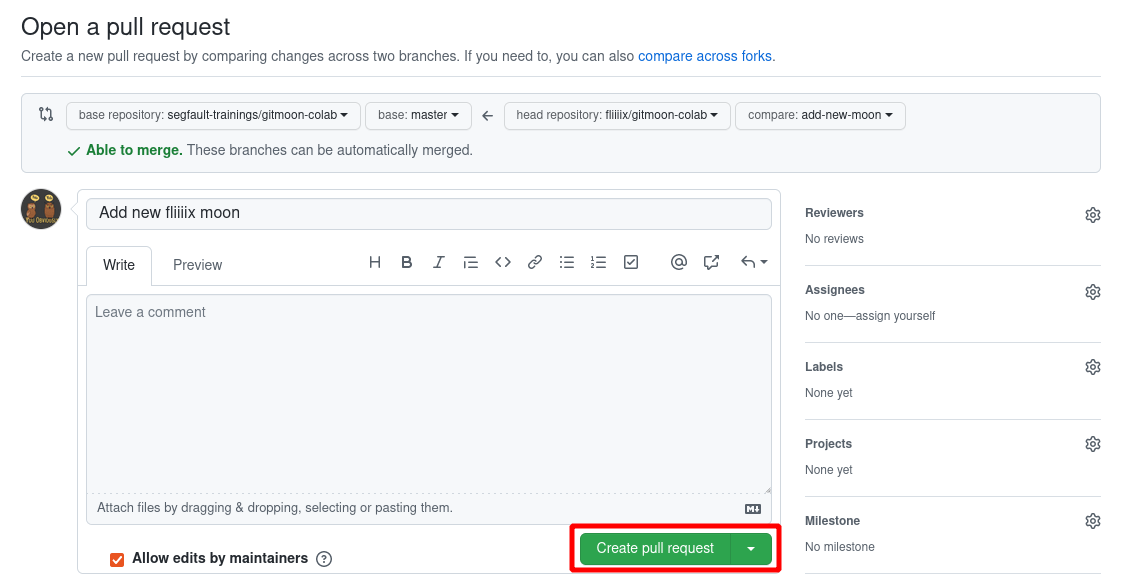 Open a pull request
Create a new pull request by comparing changes across two branches. If you need to, you can also compare across forks.
base repository: segfault-trainings/gitmoon-colab base: master head repository: fliiiix/gitmoon-colab compare: add-new-moon
Able to merge. These branches can be automatically merged.
Add new fliiiix moon
Write Preview
Leave a comment
Attach files by dragging & dropping, selecting or pasting them.
Allow edits by maintainers
Create pull request
Reviewers
No reviews
Assignees
No one—assign yourself
Labels
None yet
Projects
None yet
Milestone
No milestone